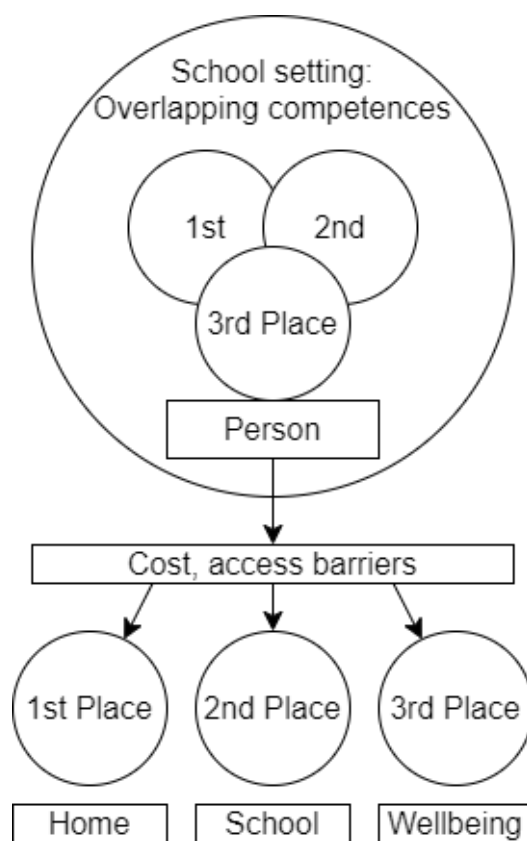 School setting:
Overlapping competences
1st
2nd
3rd Place
Person
Cost, access barriers
1st Place
2nd Place
3rd Place
Home
School
Wellbeing